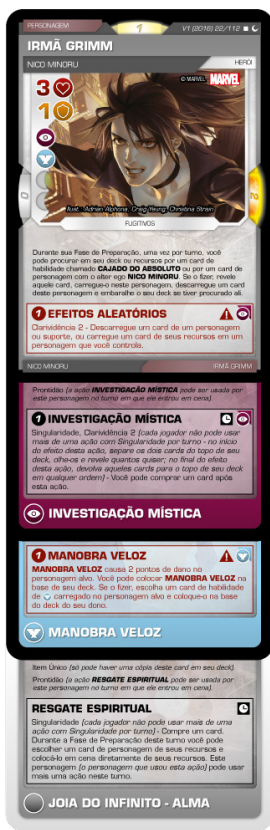 PERSONAGEM
1
V1 (2016) 22/112
IRMÃ GRIMM
NICO MINORU
HERÓI
3
© MARVEL MARVEL
1
0
2
Ilust.: Adrian Alphona, Craig Yeung, Christina Strain
FUGITIVOS
Durante sua Fase de Preparação, uma vez por turno, você
pode procurar em seu deck ou recursos por um card de
habilidade chamado CAJADO DO ABSOLUTO ou por um card de
personagem com o alter ego NICO MINORU. Se o fizer, revele
aquele card, carregue-o neste personagem, descarregue um card
deste personagem e embaralhe o seu deck se tiver procurado ali.
1 EFEITOS ALEATÓRIOS
Clarividência 2 - Descarregue um card de um personagem
ou suporte, ou carregue um card de seus recursos em um
personagem que você controla.
NICO MINORU
IRMÃ GRIMM
Prontidão (a ação INVESTIGAÇÃO MÍSTICA pode ser usada por
este personagem no turno em que ele entrou em cena).
1 INVESTIGAÇÃO MÍSTICA
Singularidade, Clarividência 2 (cada jogador não pode usar
mais de uma ação com Singularidade por turno - no início
do efeito desta ação, separe os dois cards do topo de seu
deck, olhe-os e revele quantos quiser; no final do efeito
desta ação, devolva aqueles cards para o topo de seu deck
em qualquer ordem) - Você pode comprar um card após
esta ação.
INVESTIGAÇÃO MÍSTICA
1 MANOBRA VELOZ
MANOBRA VELOZ causa 2 pontos de dano no
personagem alvo. Você pode colocar MANOBRA VELOZ na
base de seu deck. Se o fizer, escolha um card de habilidade
de carregado no personagem alvo e coloque-o na base
do deck do seu dono.
MANOBRA VELOZ
Item Único (só pode haver uma cópia deste card em seu deck).
Prontidão (a ação RESGATE ESPIRITUAL pode ser usada por
este personagem no turno em que ele entrou em cena).
RESGATE ESPIRITUAL
Singularidade (cada jogador não pode usar mais de uma
ação com Singularidade por turno) - Compre um card.
Durante a Fase de Preparação deste turno você pode
escolher um card de personagem de seus recursos e
colocá-lo em cena diretamente de seus recursos. Este
personagem (o personagem que usou esta ação) pode usar
mais uma ação neste turno.
JOIA DO INFINITO - ALMA